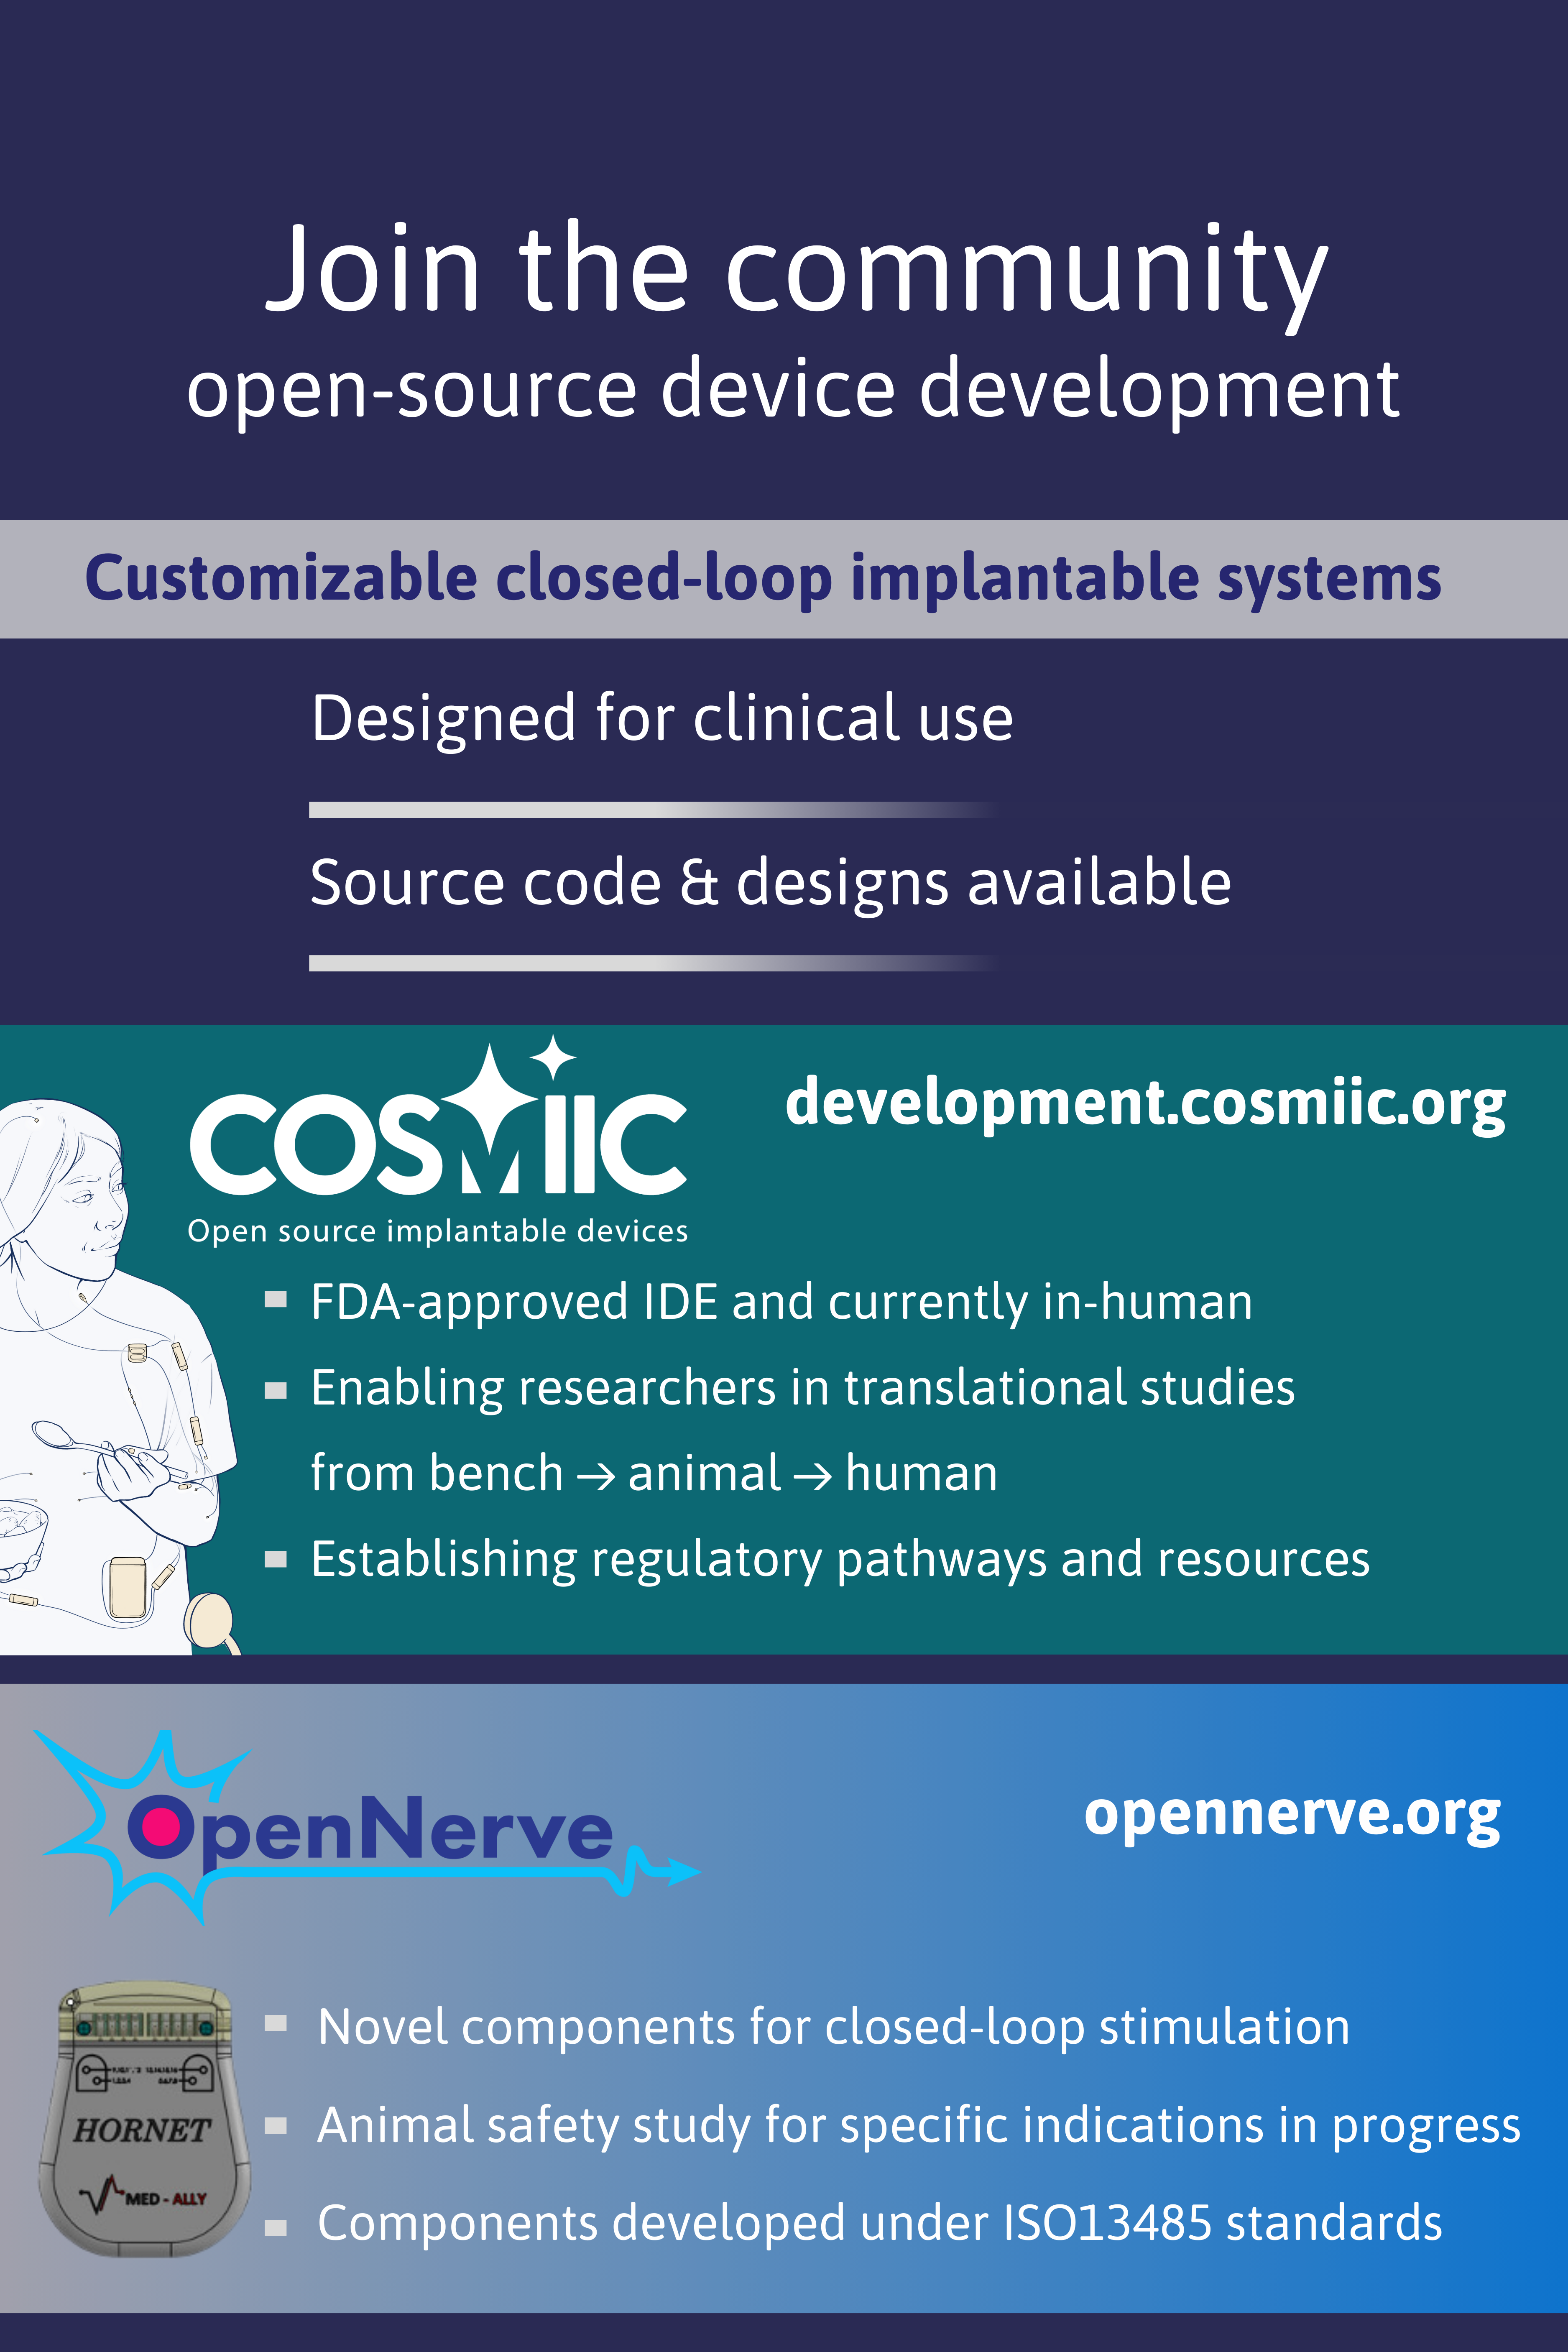 Join the community
open-source device development
Customizable closed-loop implantable systems
Designed for clinical use
Source code & designs available
COSMIIC
development.cosmiic.org
Open source implantable devices
FDA-approved IDE and currently in-human
Enabling researchers in translational studies
from bench → animal → human
Establishing regulatory pathways and resources
OpenNerve
opennerve.org
Novel components for closed-loop stimulation
HORNET
Animal safety study for specific indications in progress
MED-ALLY
Components developed under ISO13485 standards